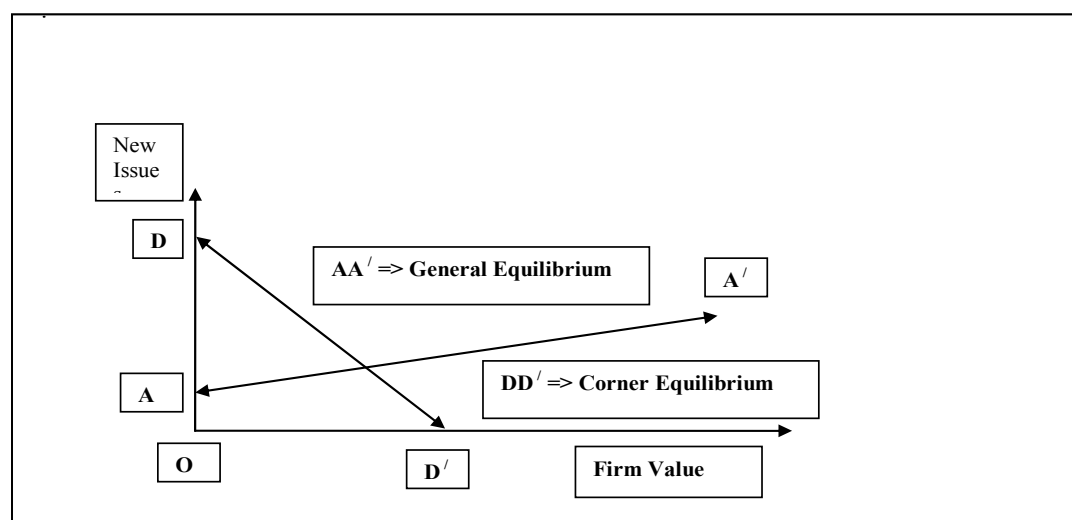 New
Issue
D
AA / => General Equilibrium
A /
A
DD / => Corner Equilibrium
O
D /
Firm Value